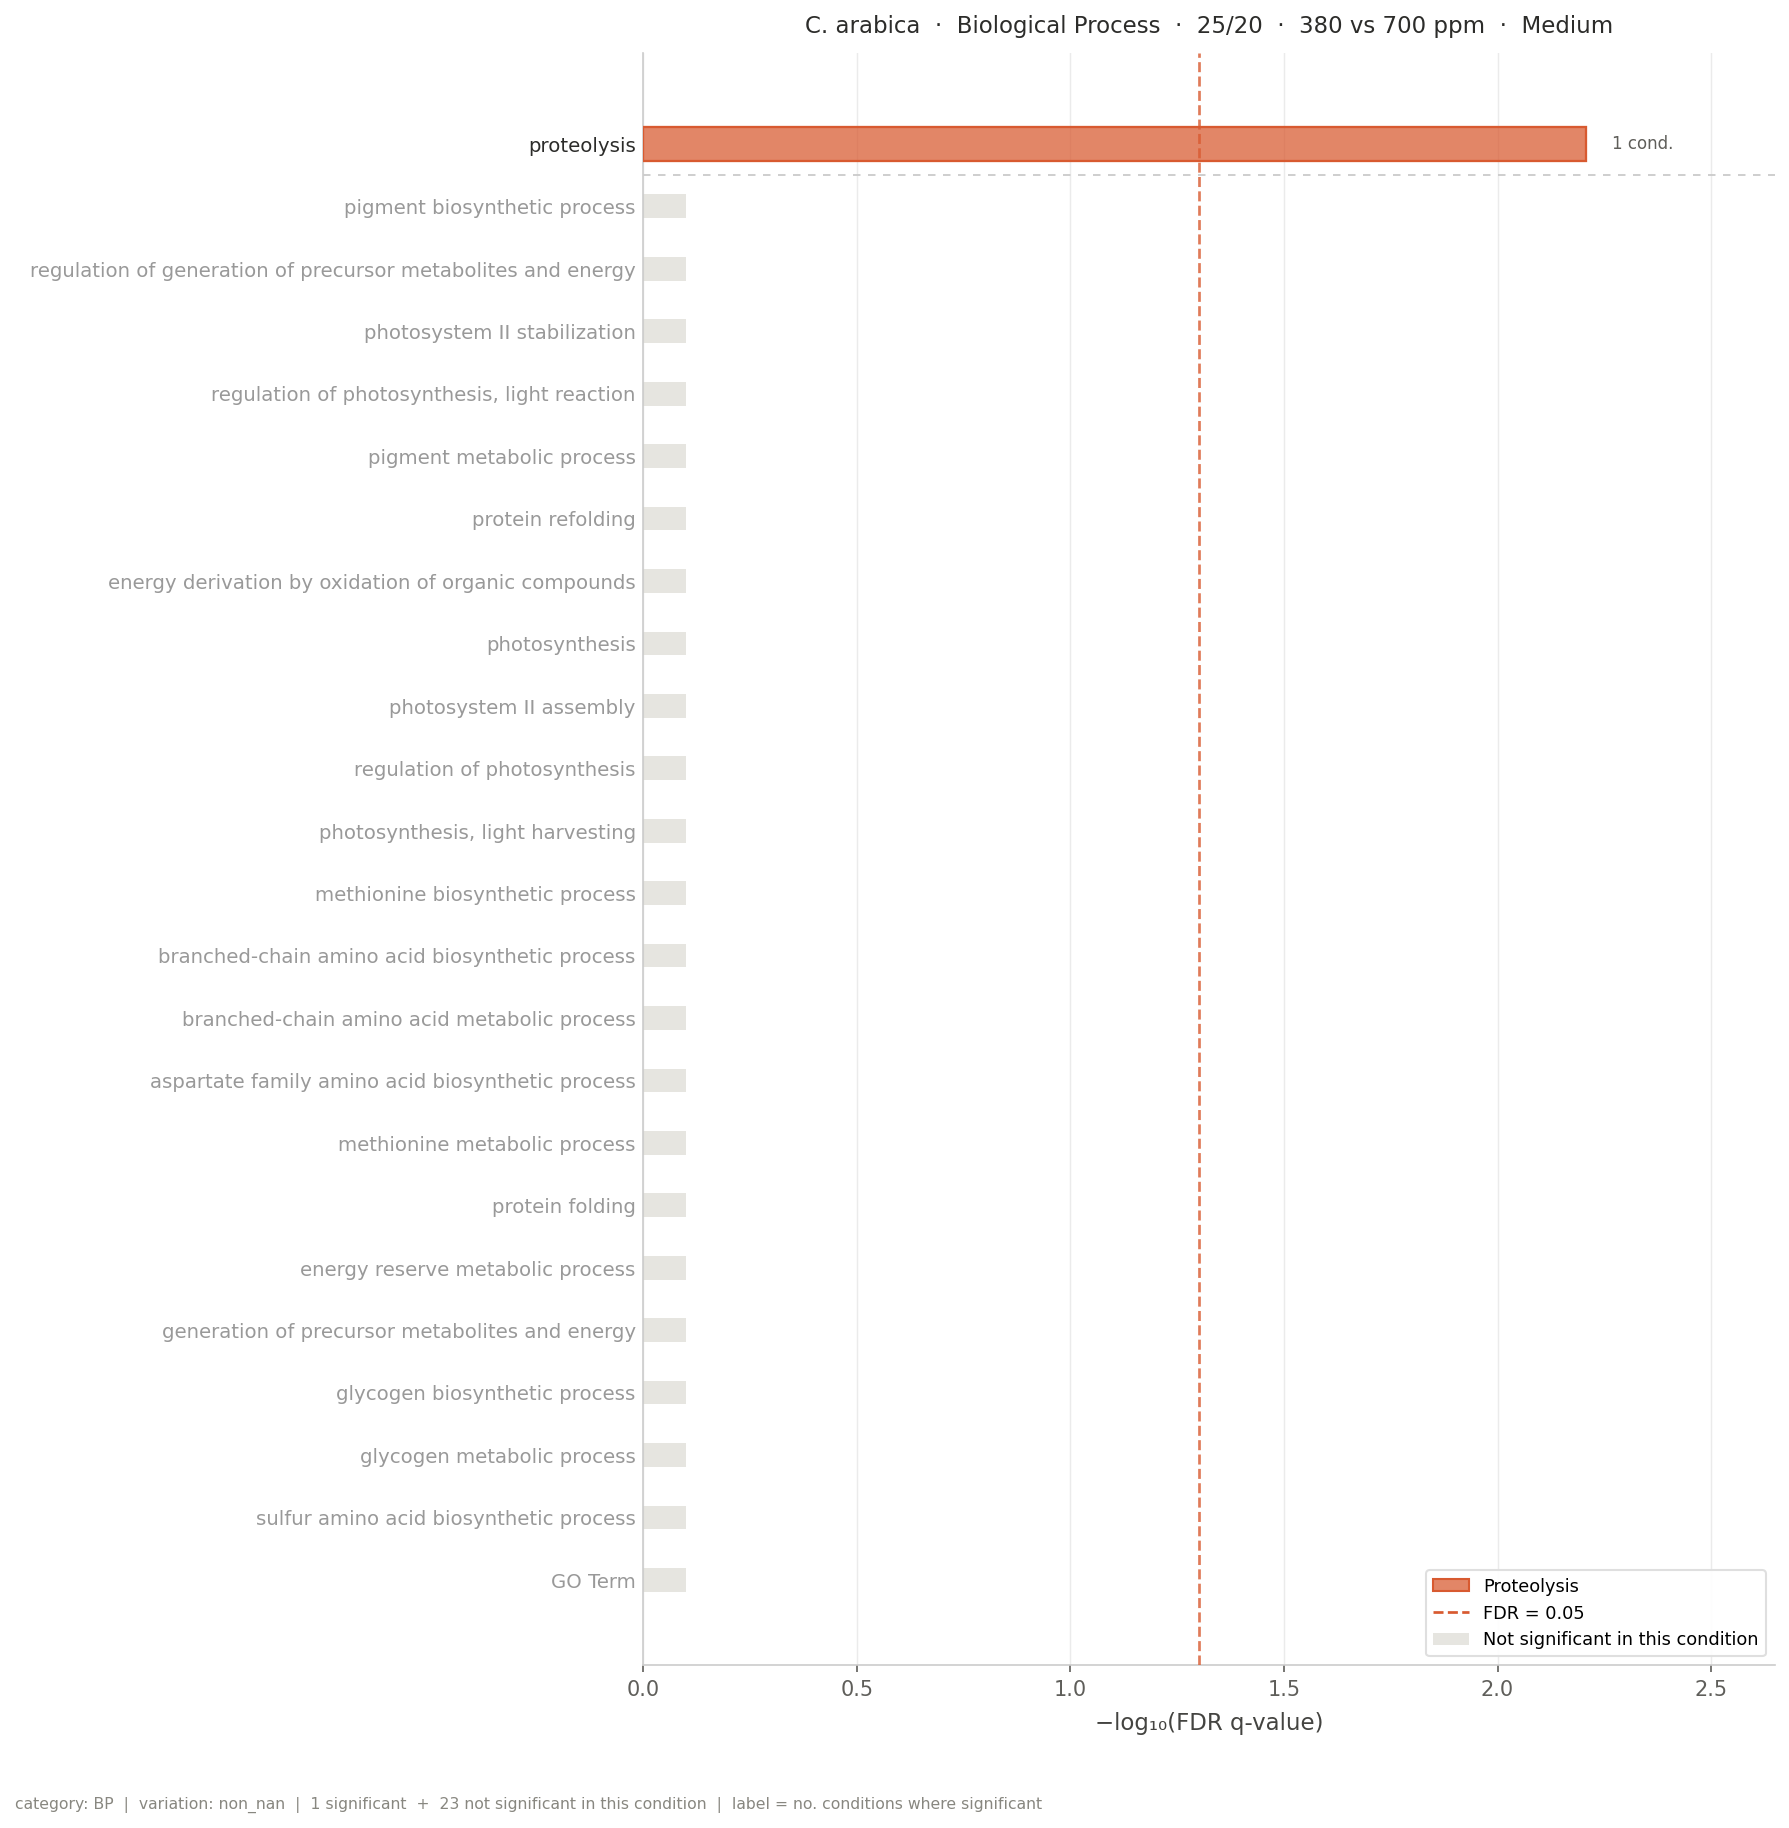 C. arabica · Biological Process · 25/20 · 380 vs 700 ppm · Medium
proteolysis
1 cond.
pigment biosynthetic process
regulation of generation of precursor metabolites and energy
photosystem II stabilization
regulation of photosynthesis, light reaction
pigment metabolic process
protein refolding
energy derivation by oxidation of organic compounds
photosynthesis
photosystem II assembly
regulation of photosynthesis
photosynthesis, light harvesting
methionine biosynthetic process
branched-chain amino acid biosynthetic process
branched-chain amino acid metabolic process
aspartate family amino acid biosynthetic process
methionine metabolic process
protein folding
energy reserve metabolic process
generation of precursor metabolites and energy
glycogen biosynthetic process
glycogen metabolic process
sulfur amino acid biosynthetic process
GO Term
Proteolysis
FDR = 0.05
Not significant in this condition
0.0 0.5 1.0 1.5 2.0 2.5
−log₁₀(FDR q-value)
category: BP | variation: non_nan | 1 significant + 23 not significant in this condition | label = no. conditions where significant